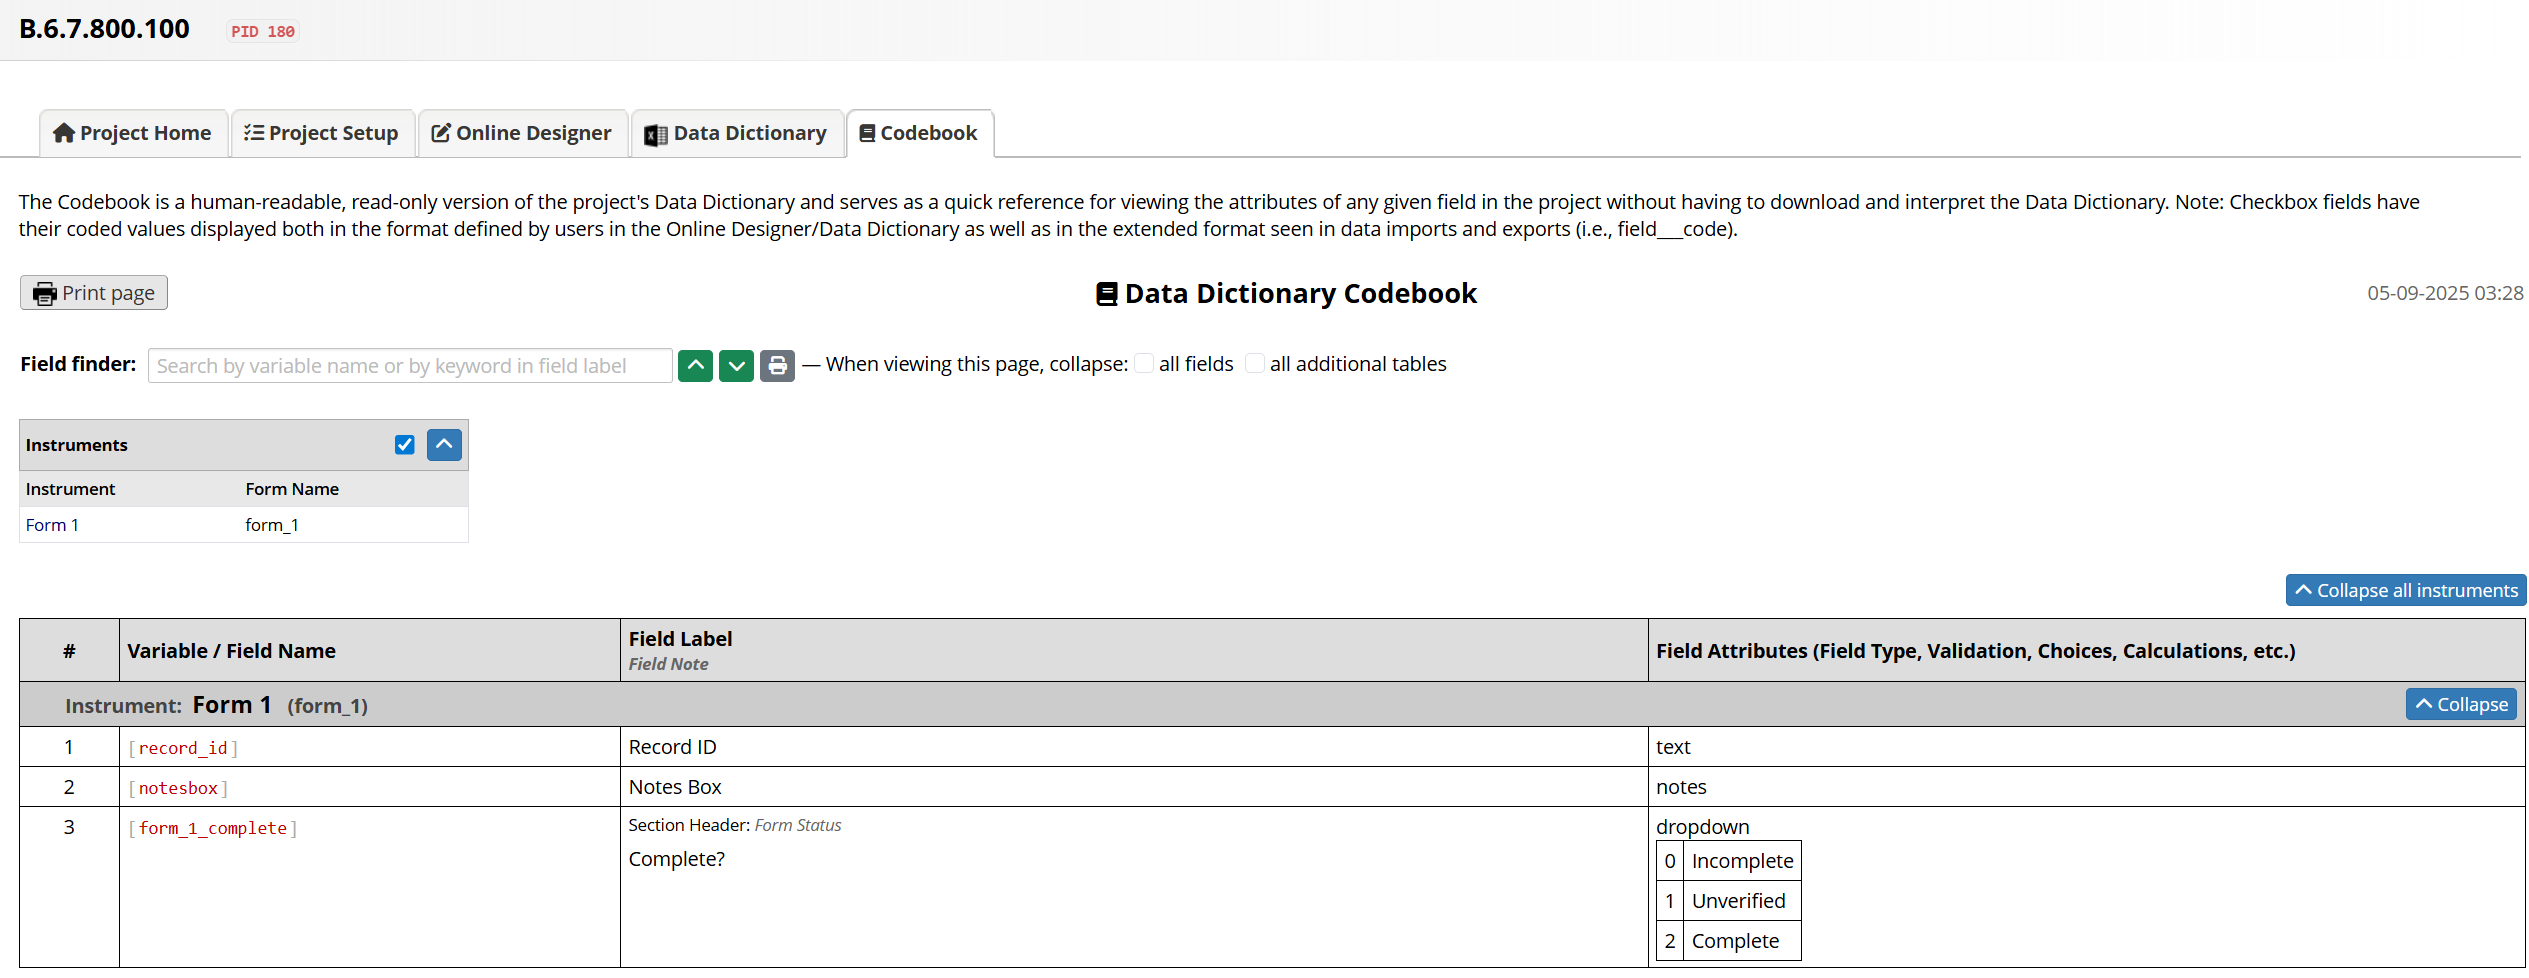 B.6.7.800.100 PID 180
Project Home Project Setup Online Designer Data Dictionary Codebook
The Codebook is a human-readable, read-only version of the project's Data Dictionary and serves as a quick reference for viewing the attributes of any given field in the project without having to download and interpret the Data Dictionary. Note: Checkbox fields have
their coded values displayed both in the format defined by users in the Online Designer/Data Dictionary as well as in the extended format seen in data imports and exports (i.e., field___code).
Print page Data Dictionary Codebook 05-09-2025 03:28
Field finder: Search by variable name or by keyword in field label — When viewing this page, collapse: all fields all additional tables
Instruments
Instrument Form Name
Form 1 form_1
Collapse all instruments
# Variable / Field Name Field Label Field Attributes (Field Type, Validation, Choices, Calculations, etc.)
Field Note
Instrument: Form 1 (form_1) Collapse
1 [record_id] Record ID text
2 [notesbox] Notes Box notes
3 [form_1_complete] Section Header: Form Status dropdown
Complete? 0 Incomplete
1 Unverified
2 Complete